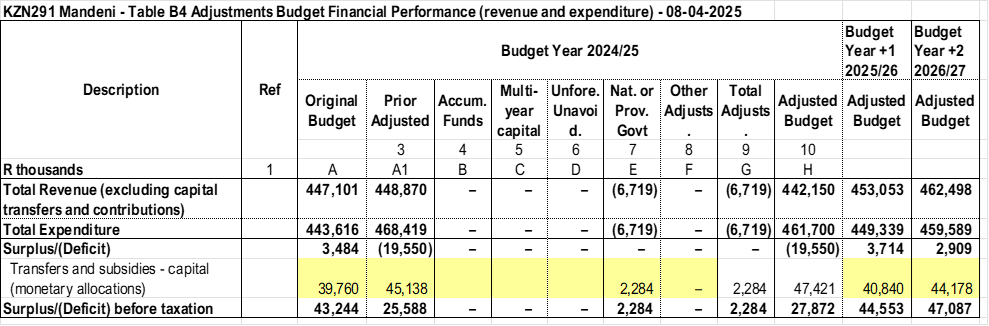 KZN291 Mandeni - Table B4 Adjustments Budget Financial Performance (revenue and expenditure) - 08-04-2025
Description Ref Budget Year 2024/25 Budget Year +1 2025/26 Budget Year +2 2026/27
Original Budget Prior Adjusted Accum. Funds Multi-year capital Unfore. Unavoid. Nat. or Prov. Govt Other Adjusts. Total Adjusts. Adjusted Budget Adjusted Budget Adjusted Budget
3 4 5 6 7 8 9 10
R thousands 1 A A1 B C D E F G H
Total Revenue (excluding capital 447,101 448,870 – – – (6,719) – (6,719) 442,150 453,053 462,498
transfers and contributions)
Total Expenditure 443,616 468,419 – – – (6,719) – (6,719) 461,700 449,339 459,589
Surplus/(Deficit) 3,484 (19,550) – – – – – – (19,550) 3,714 2,909
Transfers and subsidies - capital
(monetary allocations) 39,760 45,138 2,284 – 2,284 47,421 40,840 44,178
Surplus/(Deficit) before taxation 43,244 25,588 – – – 2,284 – 2,284 27,872 44,553 47,087